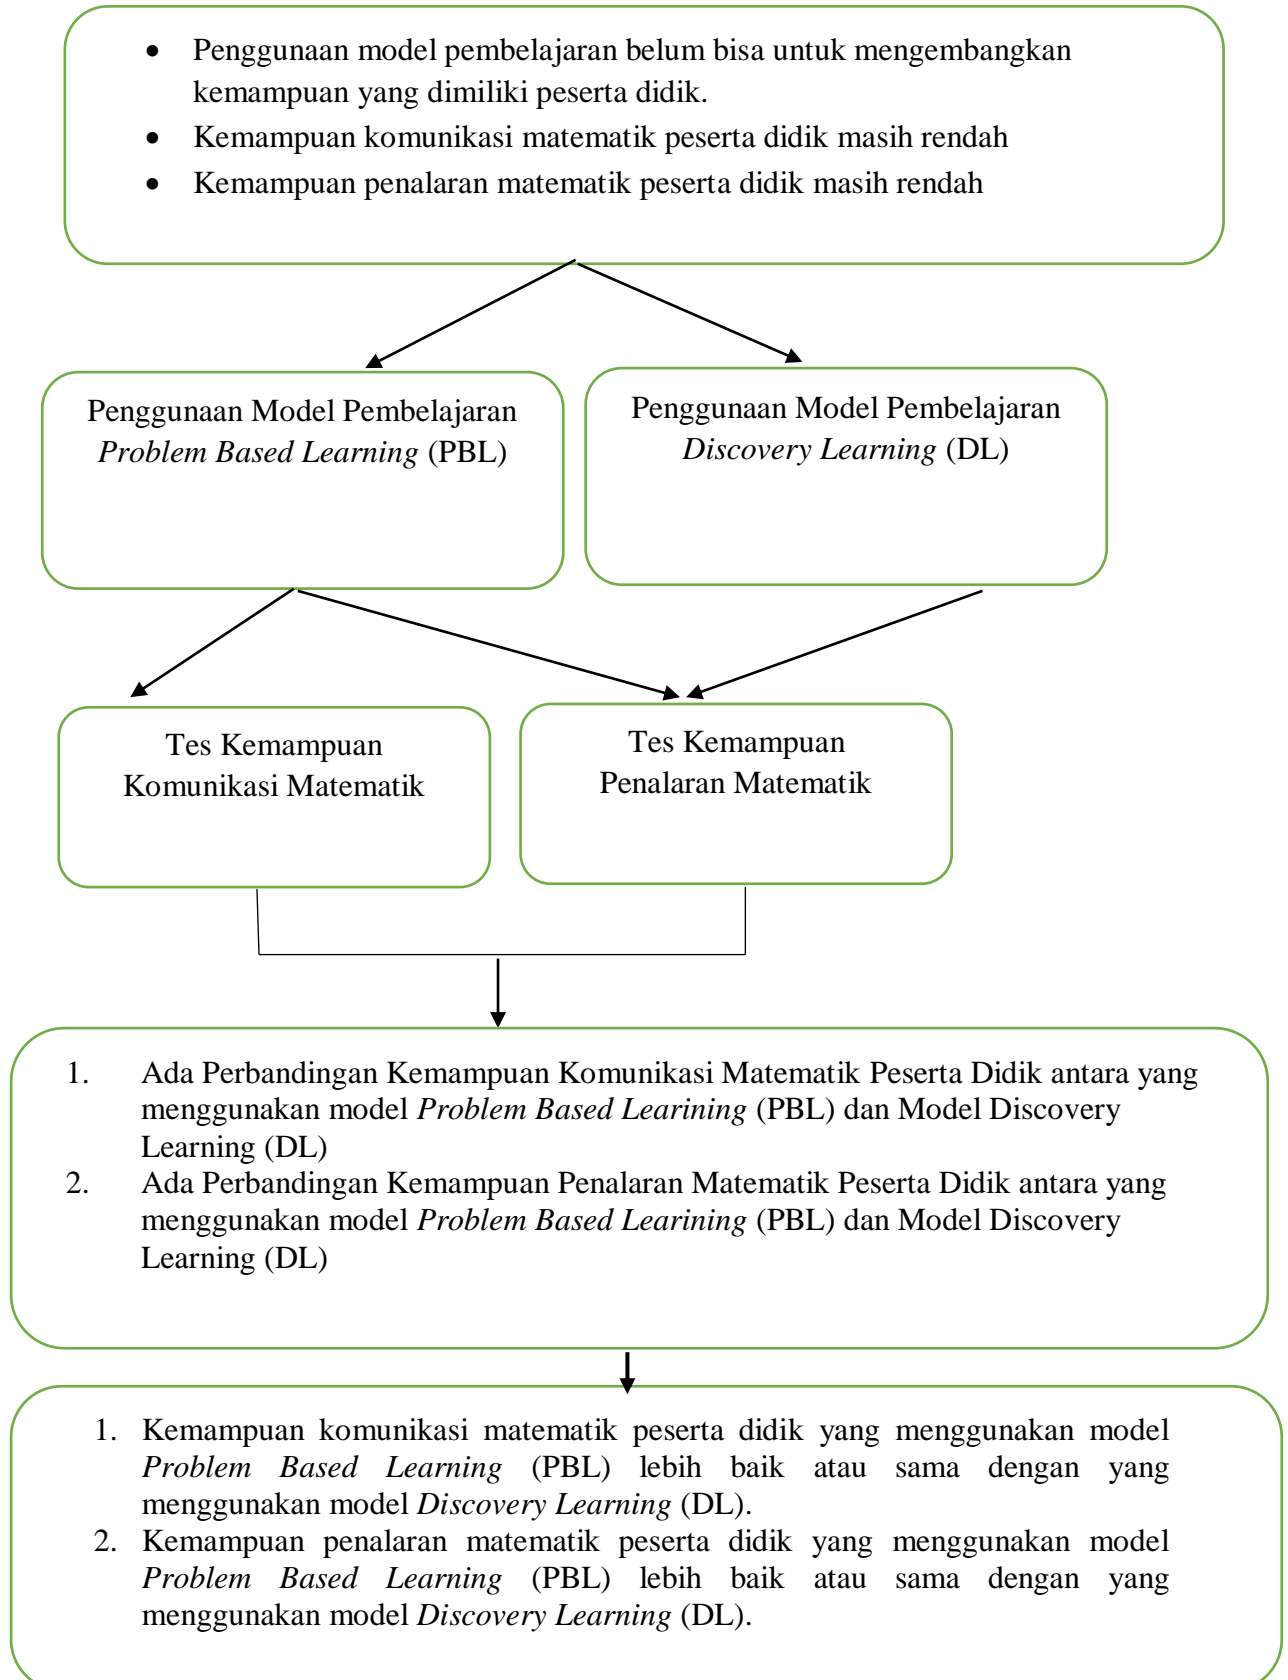 • Penggunaan model pembelajaran belum bisa untuk mengembangkan
kemampuan yang dimiliki peserta didik.
• Kemampuan komunikasi matematik peserta didik masih rendah
• Kemampuan penalaran matematik peserta didik masih rendah
Penggunaan Model Pembelajaran
Problem Based Learning (PBL)
Penggunaan Model Pembelajaran
Discovery Learning (DL)
Tes Kemampuan
Komunikasi Matematik
Tes Kemampuan
Penalaran Matematik
1. Ada Perbandingan Kemampuan Komunikasi Matematik Peserta Didik antara yang
menggunakan model Problem Based Learining (PBL) dan Model Discovery
Learning (DL)
2. Ada Perbandingan Kemampuan Penalaran Matematik Peserta Didik antara yang
menggunakan model Problem Based Learining (PBL) dan Model Discovery
Learning (DL)
1. Kemampuan komunikasi matematik peserta didik yang menggunakan model
Problem Based Learning (PBL) lebih baik atau sama dengan yang
menggunakan model Discovery Learning (DL).
2. Kemampuan penalaran matematik peserta didik yang menggunakan model
Problem Based Learning (PBL) lebih baik atau sama dengan yang
menggunakan model Discovery Learning (DL).